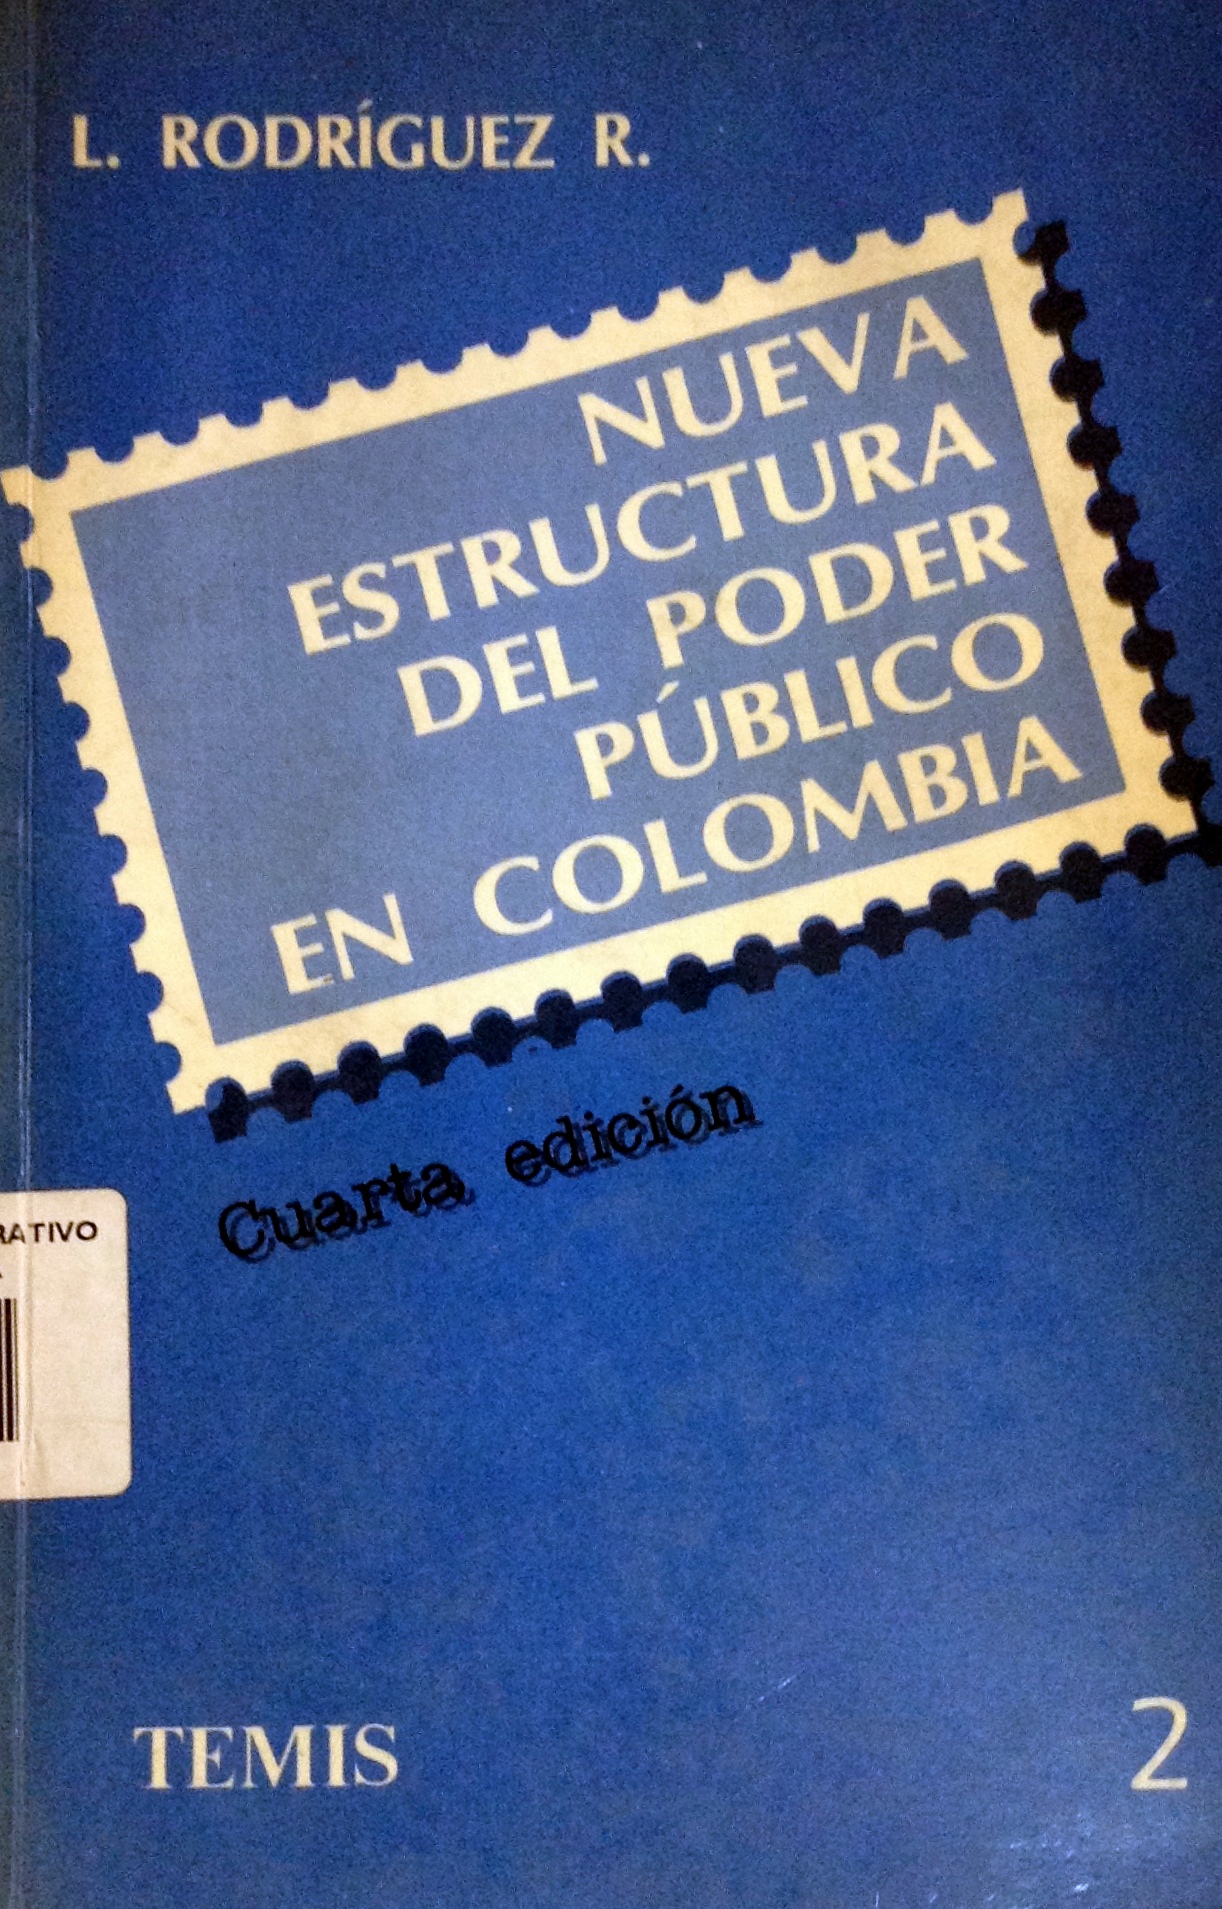 L. RODRÍGUEZ R.
NUEVA
ESTRUCTURA
DEL PODER
PÚBLICO
EN COLOMBIA
Cuarta edición
RATIVO
TEMIS
2